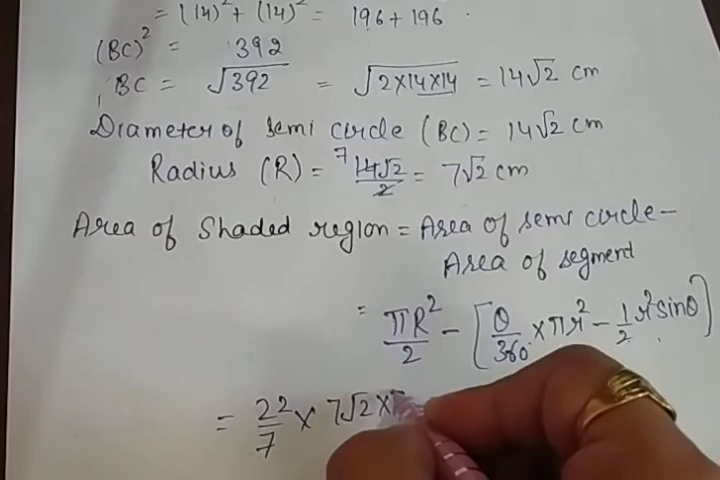 = (14)² + (14)² = 196 + 196 .
(BC)² = 392
BC = √392 = √2×14×14 = 14√2 cm
Diameter of semi circle (BC) = 14√2 cm
Radius (R) = 7 14√2/2 = 7√2 cm
Area of Shaded region = Area of semi circle –
Area of segment
= πR²/2 – [θ/360 × πr² – 1/2 r² sinθ]
= 22/7 × 7√2 ×